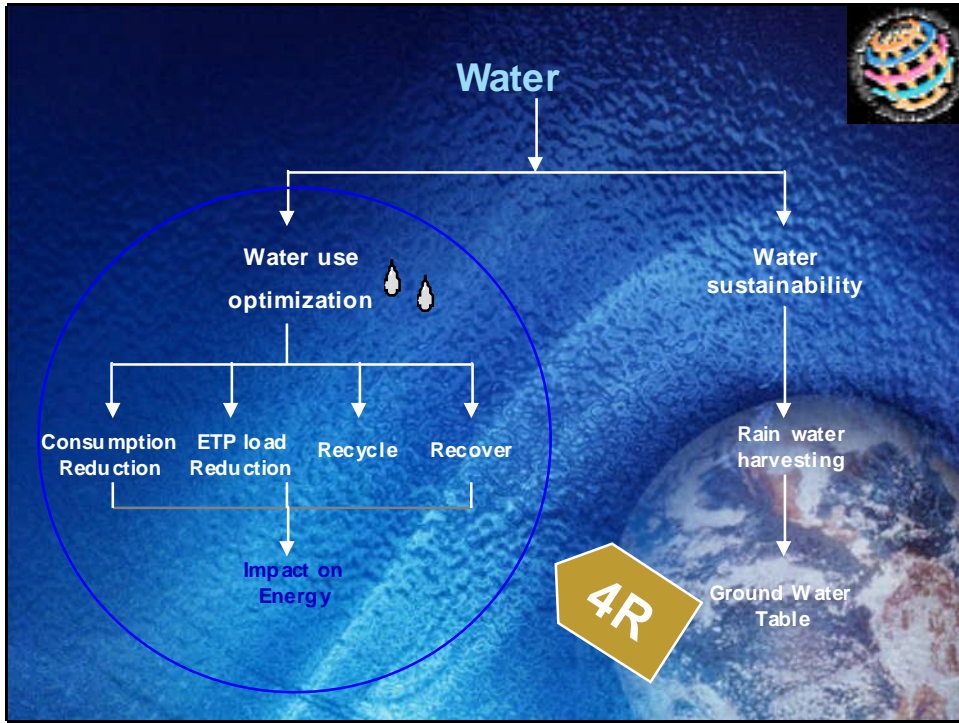 Water
Water use
optimization
Water
sustainability
Consumption
Reduction
ETP load
Reduction
Recycle
Recover
Rain water
harvesting
Impact on
Energy
4R
Ground Water
Table